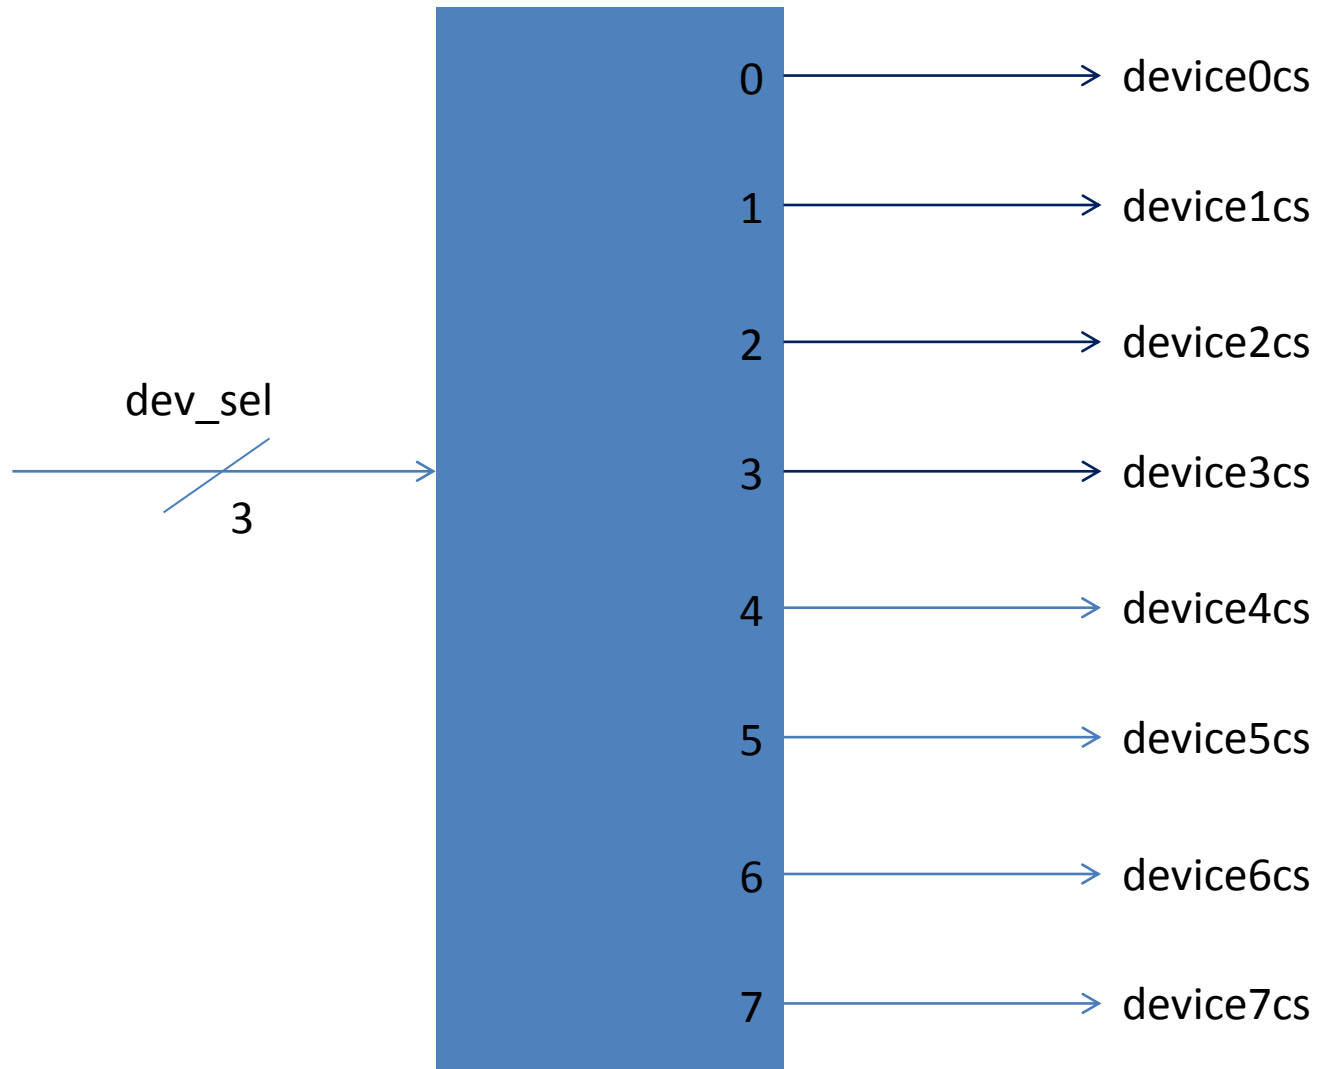 0 device0cs
1 device1cs
2 device2cs
dev_sel
3 device3cs
3
4 device4cs
5 device5cs
6 device6cs
7 device7cs